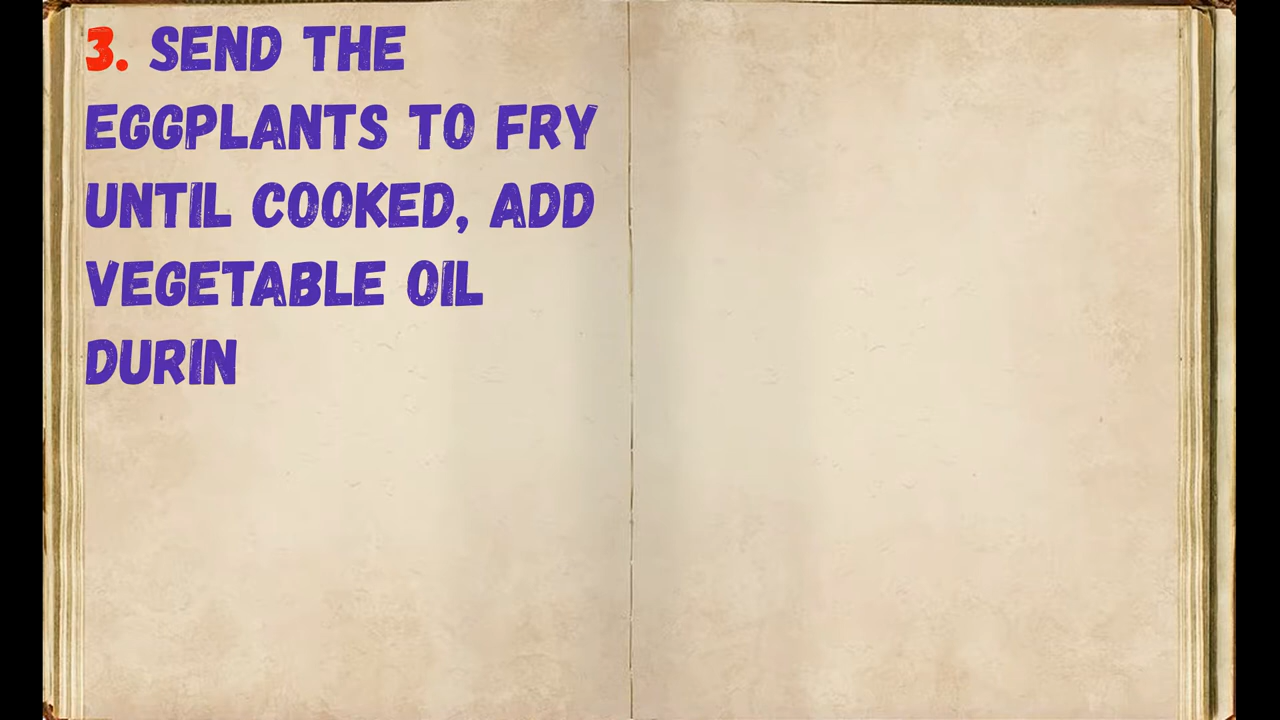 3. SEND THE
EGGPLANTS TO FRY
UNTIL COOKED, ADD
VEGETABLE OIL
DURIN